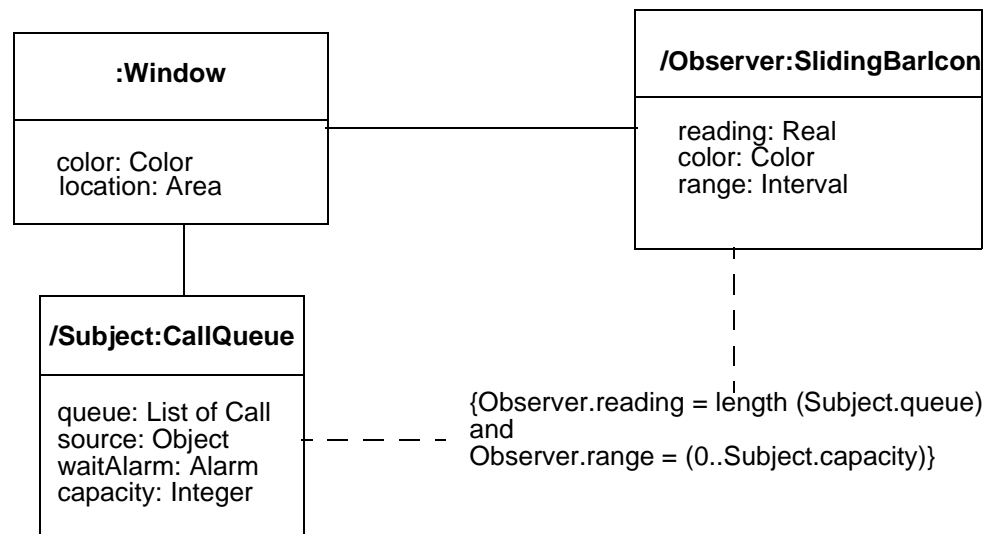 :Window
color: Color
location: Area
/Observer:SlidingBarIcon
reading: Real
color: Color
range: Interval
/Subject:CallQueue
queue: List of Call
source: Object
waitAlarm: Alarm
capacity: Integer
{Observer.reading = length (Subject.queue)
and
Observer.range = (0..Subject.capacity)}